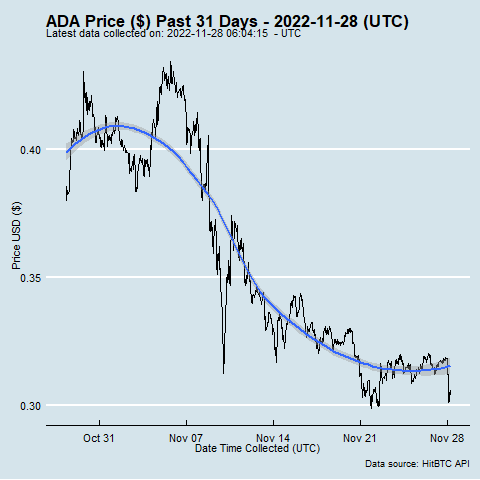 ADA Price ($) Past 31 Days - 2022-11-28 (UTC)
Latest data collected on: 2022-11-28 06:04:15 - UTC
0.40
0.35
0.30
Price USD ($)
Oct 31 Nov 07 Nov 14 Nov 21 Nov 28
Date Time Collected (UTC)
Data source: HitBTC API